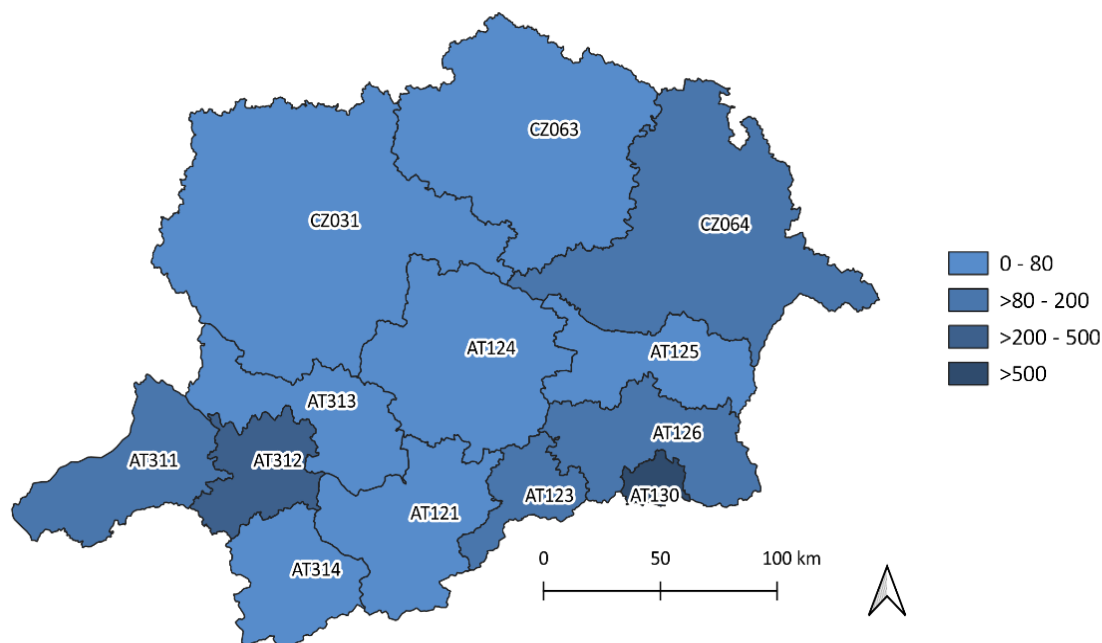 CZ063
CZ031
CZ064
0 - 80
>80 - 200
>200 - 500
>500
AT124
AT125
AT313
AT126
AT311
AT312
AT123
AT130
AT121
AT314
0 50 100 km